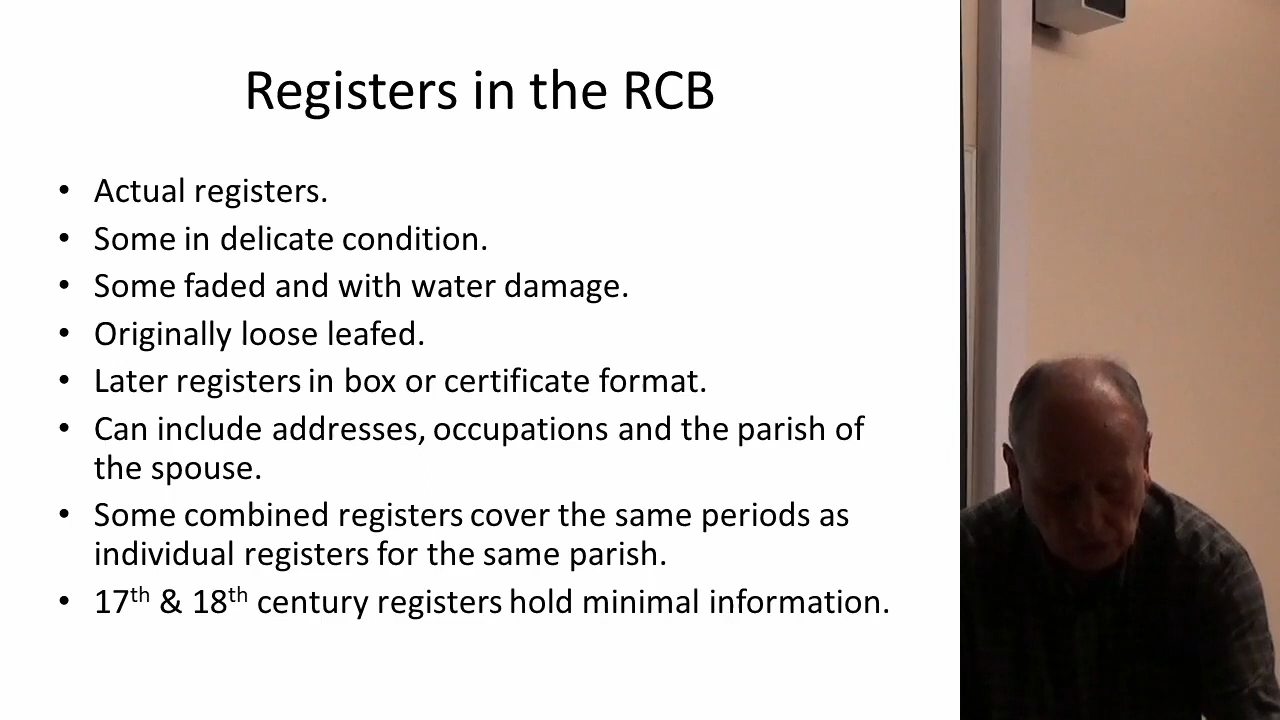 Registers in the RCB
• Actual registers.
• Some in delicate condition.
• Some faded and with water damage.
• Originally loose leafed.
• Later registers in box or certificate format.
• Can include addresses, occupations and the parish of
the spouse.
• Some combined registers cover the same periods as
individual registers for the same parish.
• 17th & 18th century registers hold minimal information.